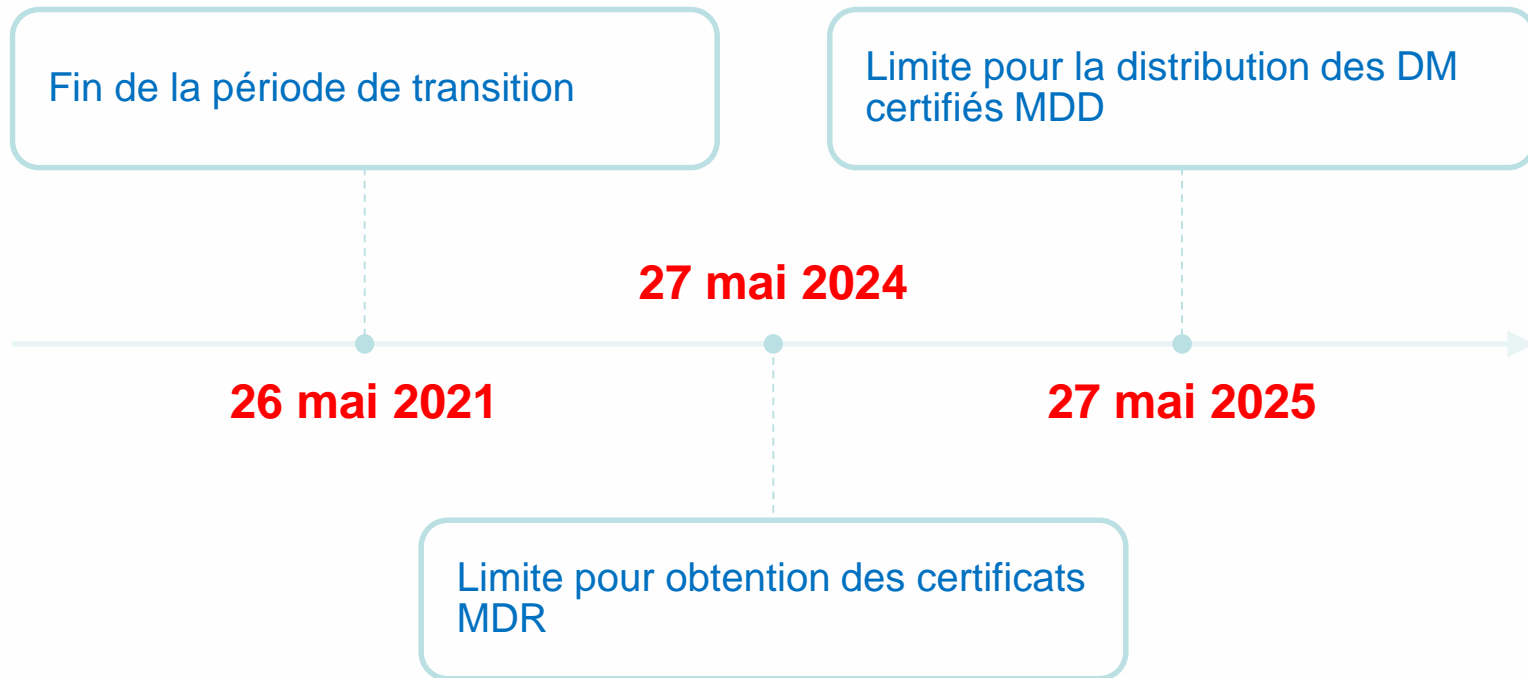 Fin de la période de transition
Limite pour la distribution des DM
certifiés MDD
27 mai 2024
26 mai 2021
27 mai 2025
Limite pour obtention des certificats
MDR